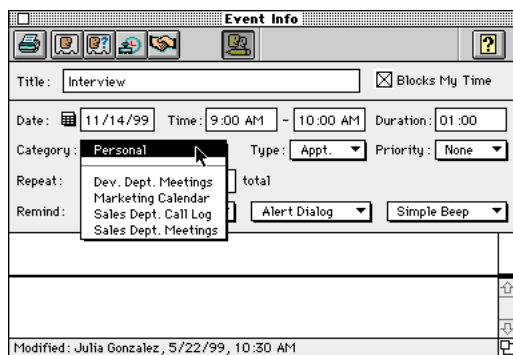 Event Info
?
Title: Interview Blocks My Time
Date: 11/14/99 Time: 9:00 AM - 10:00 AM Duration: 01:00
Category: Personal Type: Appt. Priority: None
Repeat: total
Dev. Dept. Meetings
Marketing Calendar
Remind: Sales Dept. Call Log Alert Dialog Simple Beep
Sales Dept. Meetings
Modified: Julia Gonzalez, 5/22/99, 10:30 AM